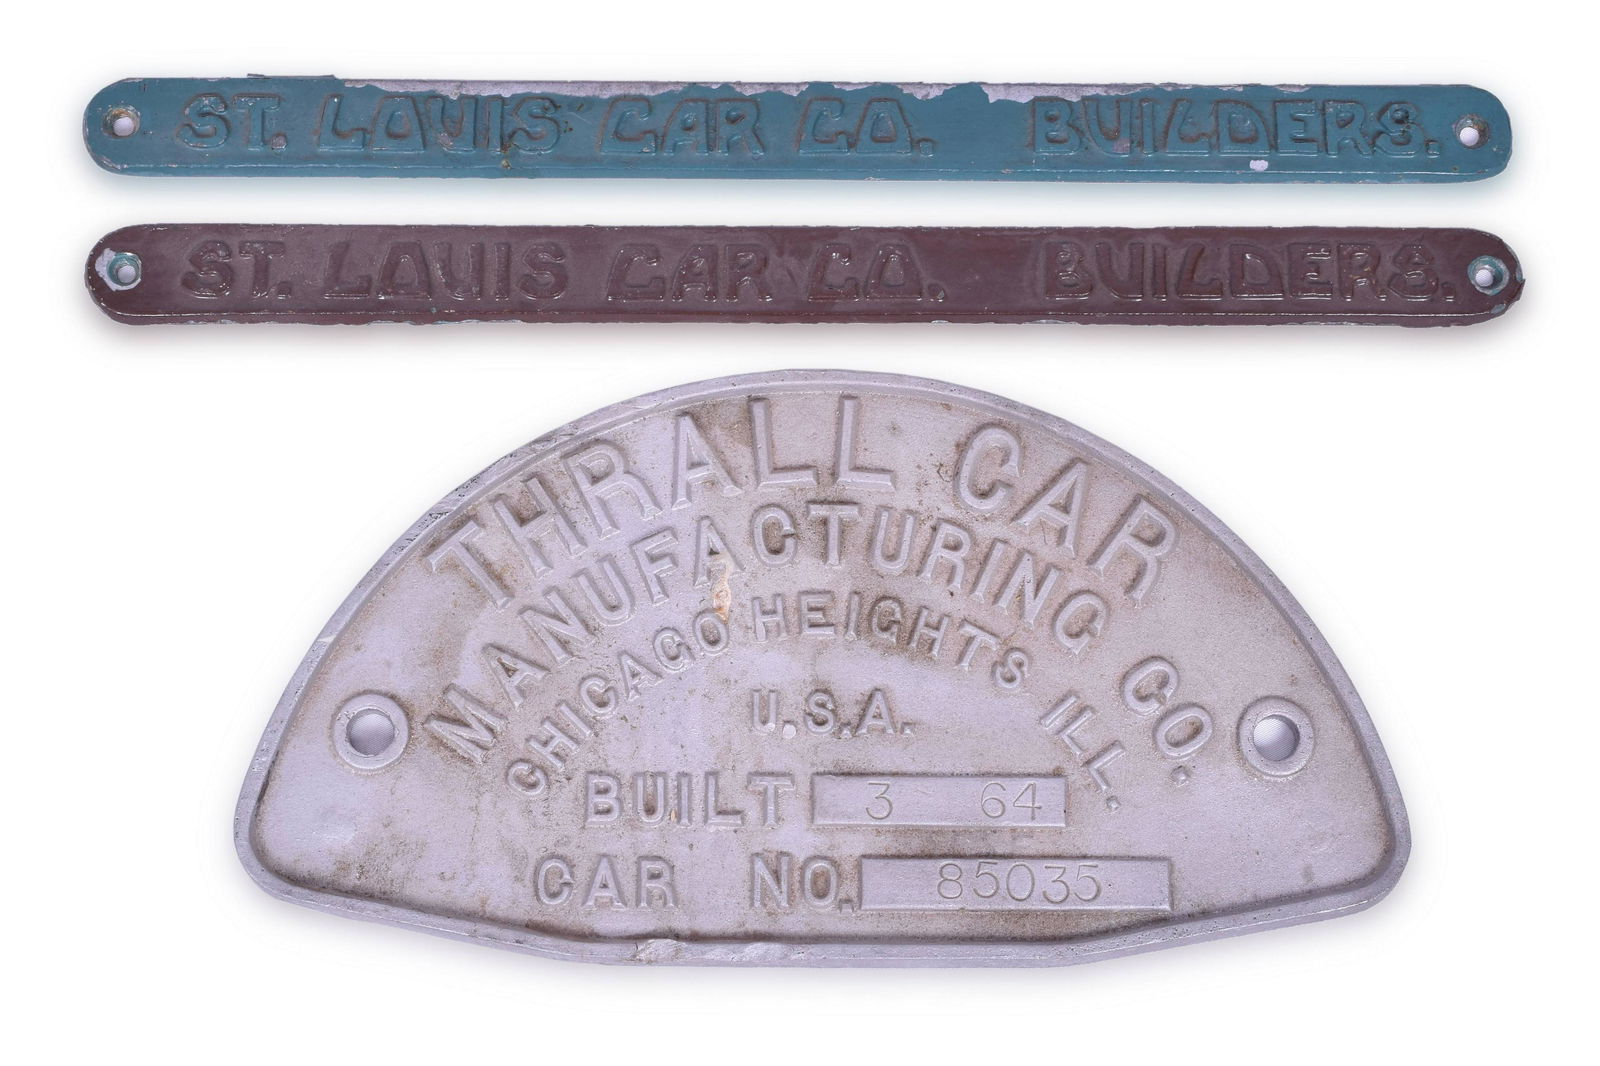 ST. LOUIS CAR CO. BUILDERS.
ST. LOUIS CAR CO. BUILDERS.
THRALL CAR
MANUFACTURING CO.
CHICAGO HEIGHTS ILL.
U.S.A.
BUILT 3 64
CAR NO. 85035